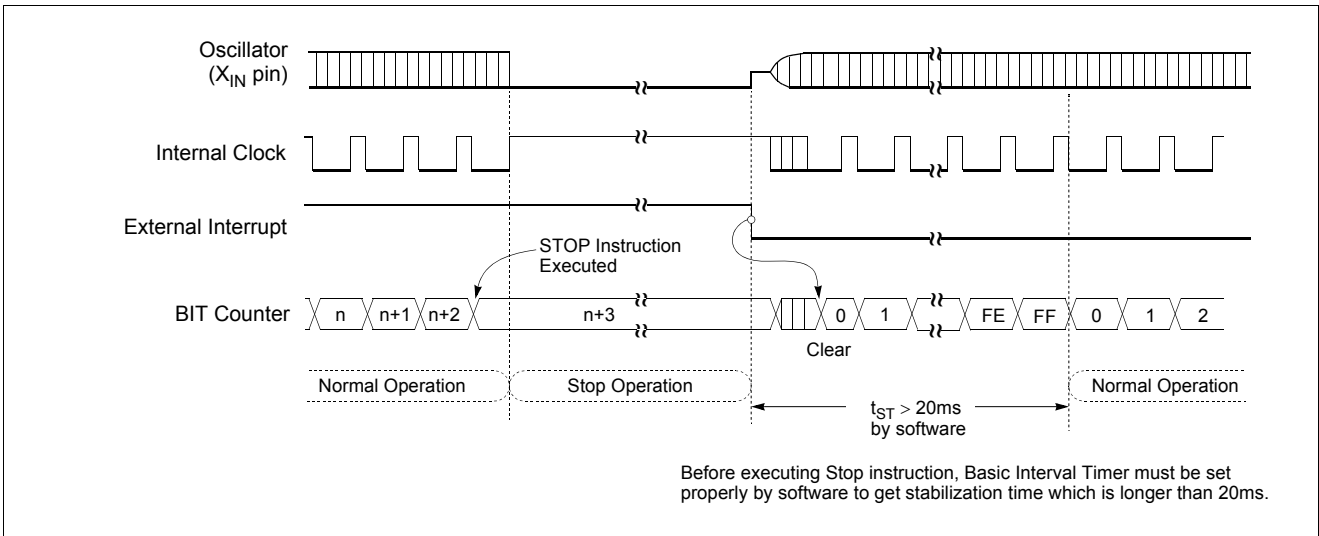 Oscillator
(XIN pin)
Internal Clock
External Interrupt
STOP Instruction
Executed
BIT Counter
n n+1 n+2 n+3 0 1 FE FF 0 1 2
Clear
Normal Operation Stop Operation Normal Operation
tST > 20ms
by software
Before executing Stop instruction, Basic Interval Timer must be set
properly by software to get stabilization time which is longer than 20ms.